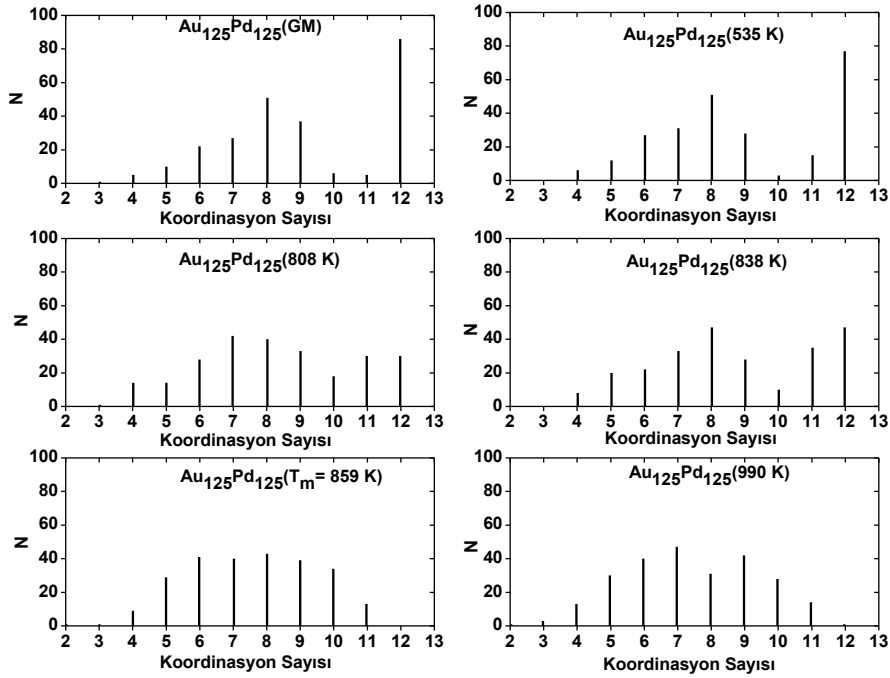 Au125Pd125(GM)
100
80
60
40
20
0
N
2 3 4 5 6 7 8 9 10 11 12 13
Koordinasyon Sayısı
Au125Pd125(535 K)
100
80
60
40
20
0
N
2 3 4 5 6 7 8 9 10 11 12 13
Koordinasyon Sayısı
Au125Pd125(808 K)
100
80
60
40
20
0
N
2 3 4 5 6 7 8 9 10 11 12 13
Koordinasyon Sayısı
Au125Pd125(838 K)
100
80
60
40
20
0
N
2 3 4 5 6 7 8 9 10 11 12 13
Koordinasyon Sayısı
Au125Pd125(Tm= 859 K)
100
80
60
40
20
0
N
2 3 4 5 6 7 8 9 10 11 12 13
Koordinasyon Sayısı
Au125Pd125(990 K)
100
80
60
40
20
0
N
2 3 4 5 6 7 8 9 10 11 12 13
Koordinasyon Sayısı